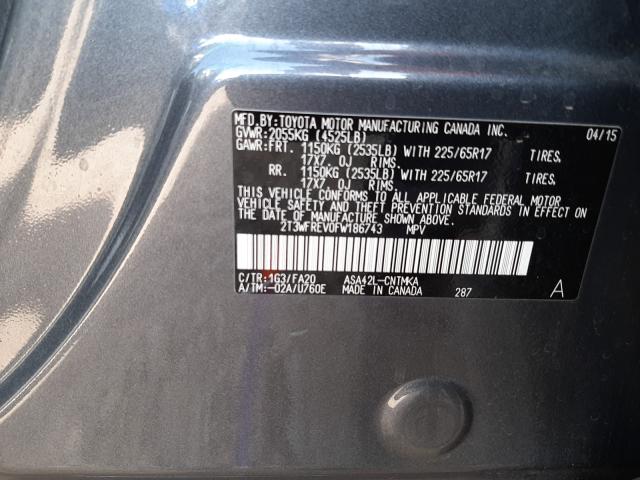 MFD.BY:TOYOTA MOTOR MANUFACTURING CANADA INC. 04/15
GVWR:2055KG (4525LB)
GAWR:FRT. 1150KG (2535LB) WITH 225/65R17 TIRES,
17X7.0J RIMS.
RR. 1150KG (2535LB) WITH 225/65R17 TIRES,
17X7.0J RIMS.
THIS VEHICLE CONFORMS TO ALL APPLICABLE FEDERAL MOTOR
VEHICLE SAFETY AND THEFT PREVENTION STANDARDS IN EFFECT ON
THE DATE OF MANUFACTURE SHOWN ABOVE.
2T3WFREV0FW186743 MPV
C/TR:1G3/FA20 ASA42L-CNTMKA
A/TM:-02A/U760E MADE IN CANADA 287 A